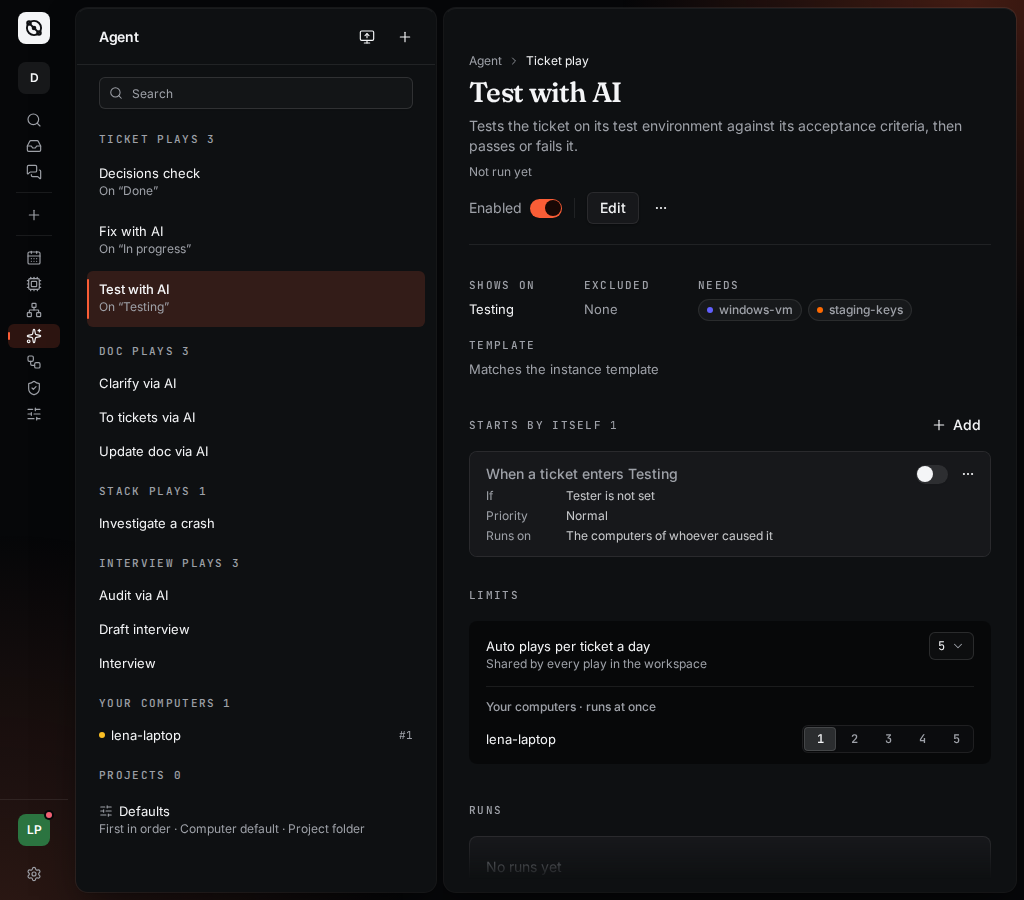 D
LP
Agent
Search
TICKET PLAYS 3
Decisions check
On “Done”
Fix with AI
On “In progress”
Test with AI
On “Testing”
DOC PLAYS 3
Clarify via AI
To tickets via AI
Update doc via AI
STACK PLAYS 1
Investigate a crash
INTERVIEW PLAYS 3
Audit via AI
Draft interview
Interview
YOUR COMPUTERS 1
lena-laptop #1
PROJECTS 0
Defaults
First in order · Computer default · Project folder
Agent > Ticket play
Test with AI
Tests the ticket on its test environment against its acceptance criteria, then
passes or fails it.
Not run yet
Enabled Edit ...
SHOWS ON EXCLUDED NEEDS
Testing None windows-vm staging-keys
TEMPLATE
Matches the instance template
STARTS BY ITSELF 1 + Add
When a ticket enters Testing ...
If Tester is not set
Priority Normal
Runs on The computers of whoever caused it
LIMITS
Auto plays per ticket a day 5
Shared by every play in the workspace
Your computers · runs at once
lena-laptop 1 2 3 4 5
RUNS
No runs yet